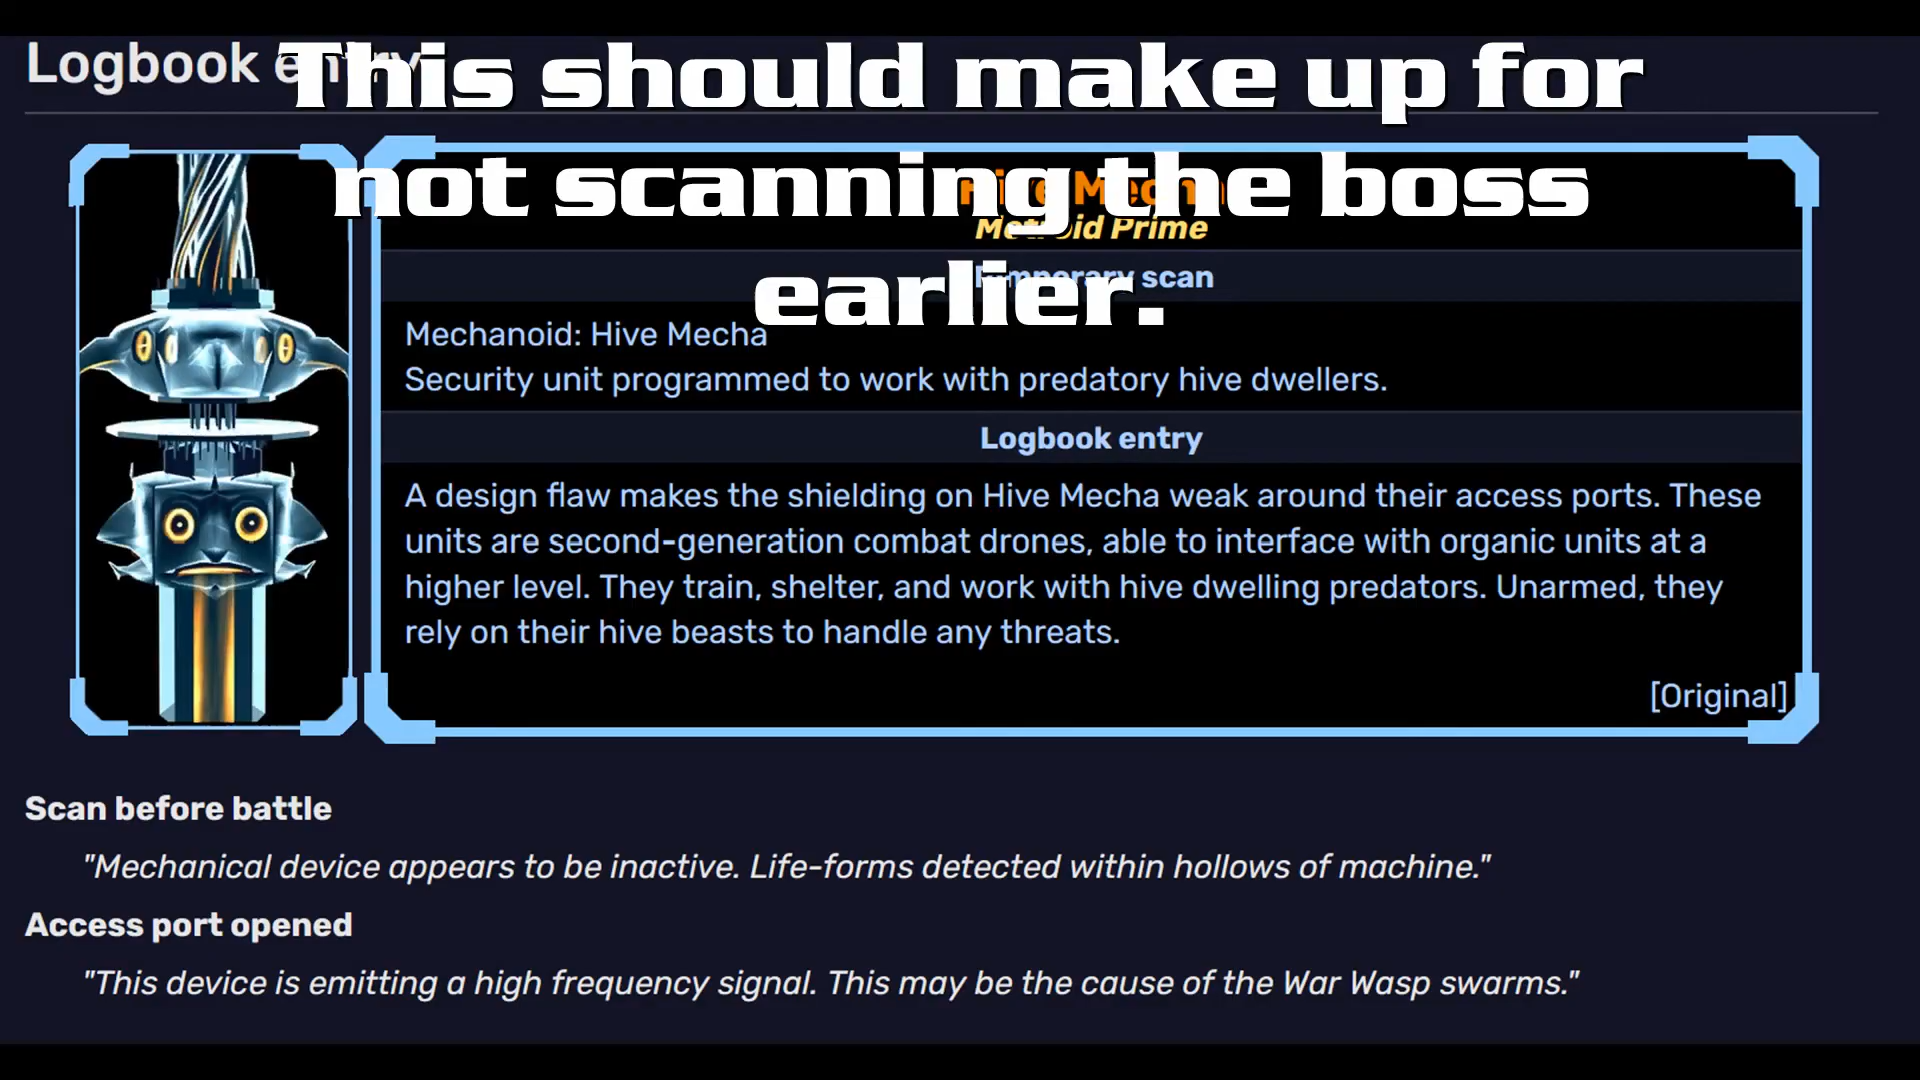 Logbook entry
This should make up for
not scanning the boss
earlier.
Hive Mecha
Metroid Prime
Temporary scan
Mechanoid: Hive Mecha
Security unit programmed to work with predatory hive dwellers.
Logbook entry
A design flaw makes the shielding on Hive Mecha weak around their access ports. These
units are second-generation combat drones, able to interface with organic units at a
higher level. They train, shelter, and work with hive dwelling predators. Unarmed, they
rely on their hive beasts to handle any threats.
[Original]
Scan before battle
"Mechanical device appears to be inactive. Life-forms detected within hollows of machine."
Access port opened
"This device is emitting a high frequency signal. This may be the cause of the War Wasp swarms."